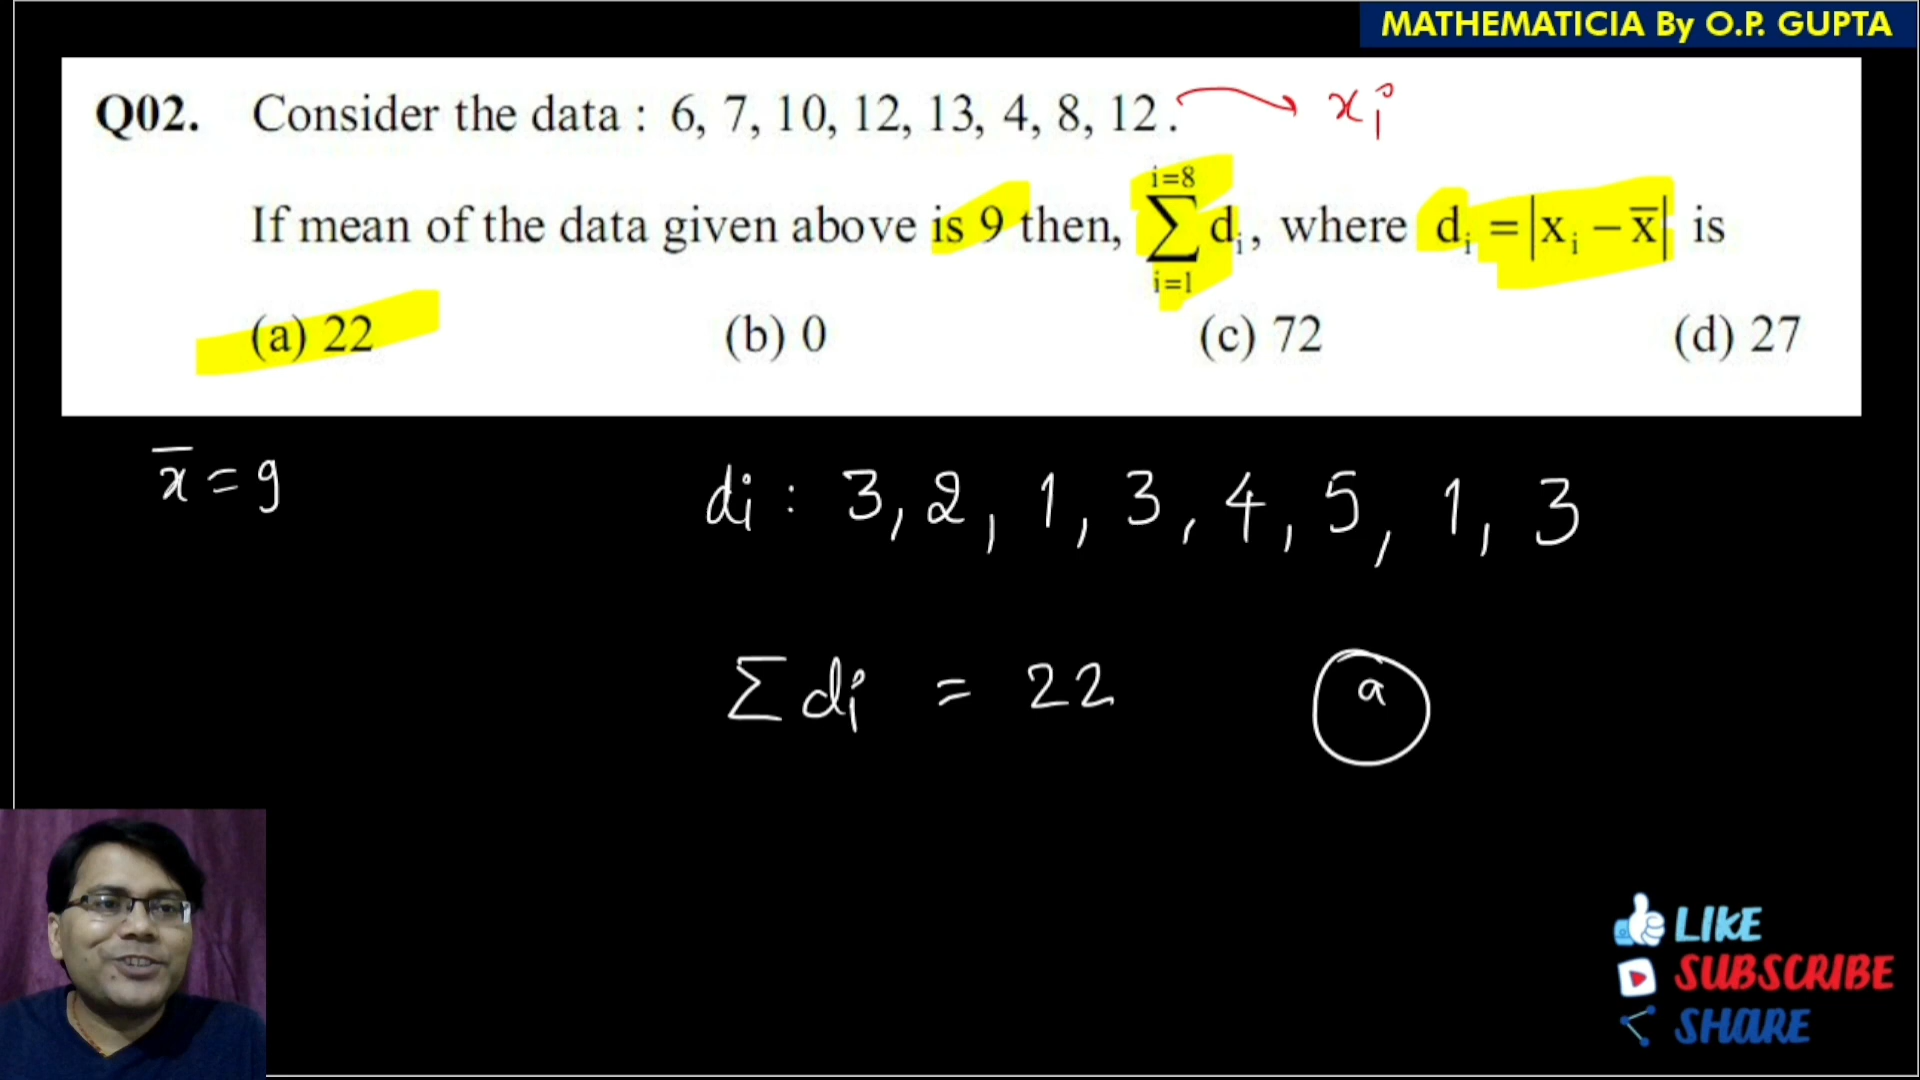 MATHEMATICIA By O.P. GUPTA
Q02. Consider the data : 6, 7, 10, 12, 13, 4, 8, 12. → xi
If mean of the data given above is 9 then, ∑_{i=1}^{i=8} dᵢ, where dᵢ = |xᵢ − x̄| is
(a) 22 (b) 0 (c) 72 (d) 27
x̄ = 9
di : 3, 2, 1, 3, 4, 5, 1, 3
∑ di = 22 a
LIKE
SUBSCRIBE
SHARE